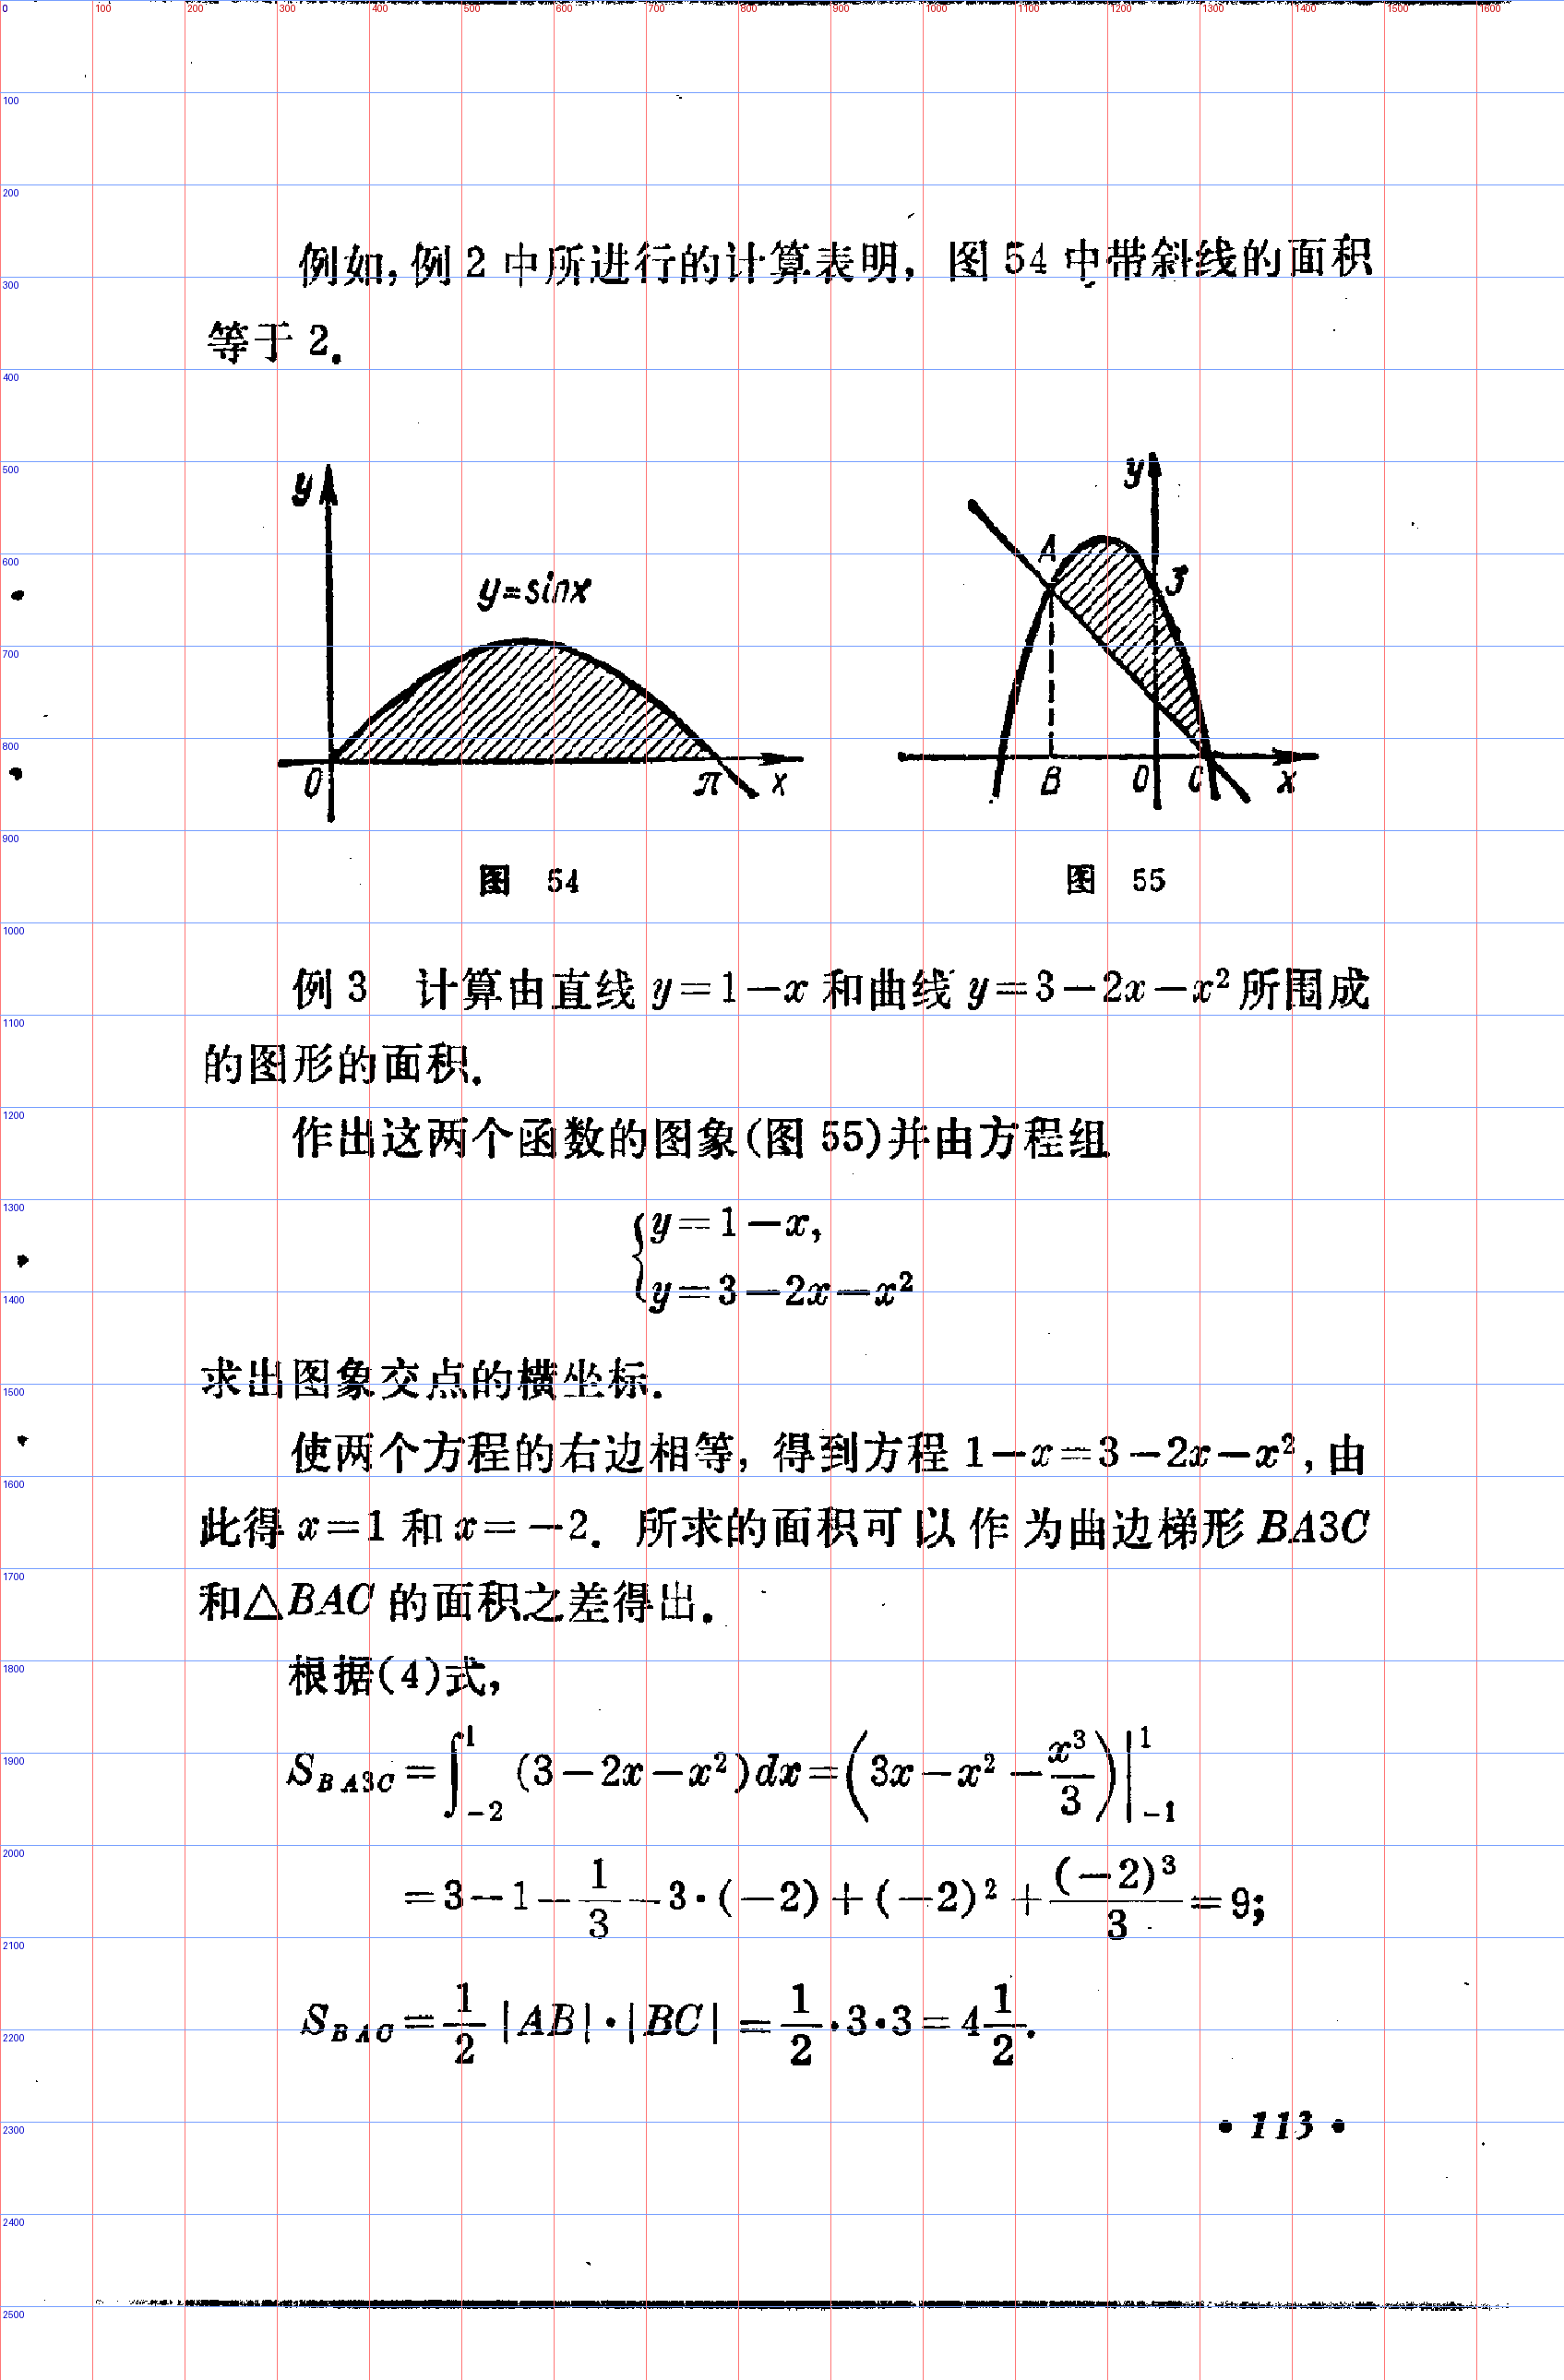 例如,例 2 中所进行的计算表明, 图 54 中带斜线的面积
等于 2.
y
y=sinx
O
π
x
y
A
3
B
O
C
x
图 54
图 55
例 3 计算由直线 y=1-x 和曲线 y=3-2x-x² 所围成
的图形的面积.
作出这两个函数的图象(图 55)并由方程组
{y=1-x,
y=3-2x-x²
求出图象交点的横坐标.
使两个方程的右边相等, 得到方程 1-x=3-2x-x², 由
此得 x=1 和 x=-2. 所求的面积可以作为曲边梯形 BA3C
和△BAC 的面积之差得出.
根据(4)式,
S_{BA3C}=∫_{-2}^{1} (3-2x-x²)dx=(3x-x²-x³/3)|_{-1}^{1}
=3-1-1/3-3·(-2)+(-2)²+(-2)³/3=9;
S_{BAC}=1/2 |AB|·|BC|=1/2·3·3=4 1/2.
• 113 •